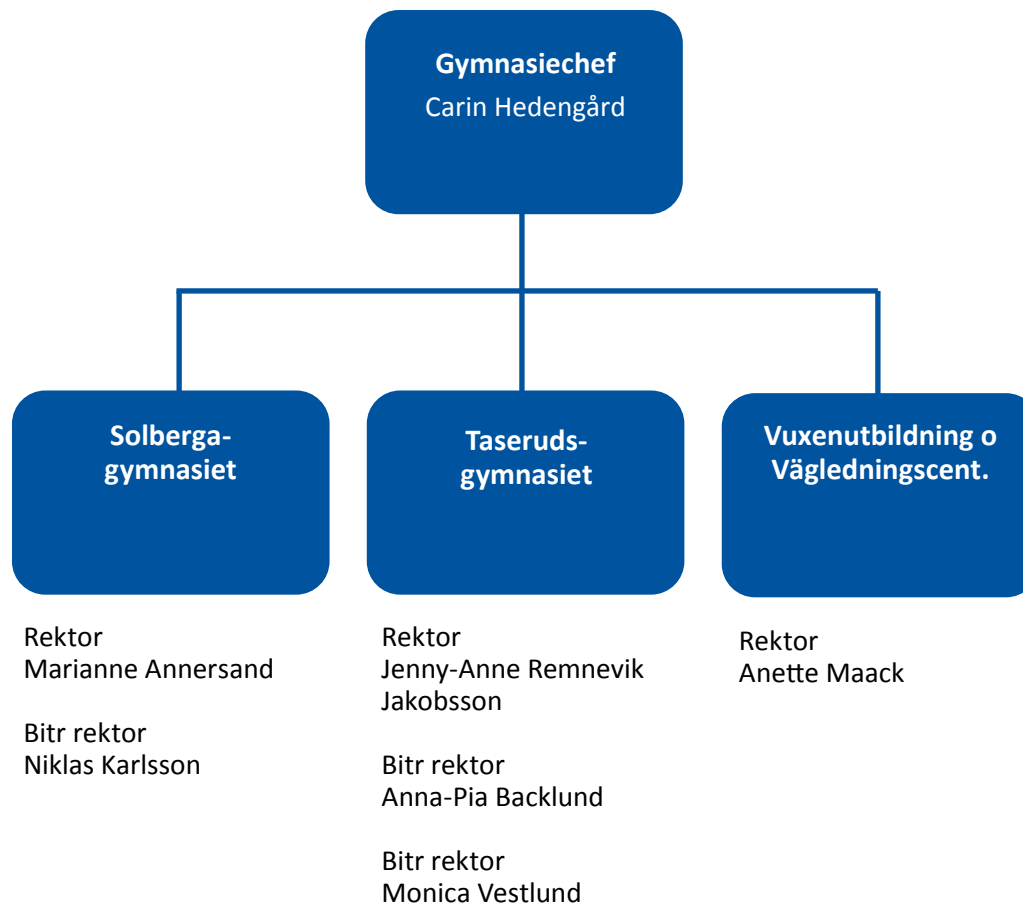 Gymnasiechef
Carin Hedengård
Solberga-
gymnasiet
Taseruds-
gymnasiet
Vuxenutbildning o
Vägledningscent.
Rektor
Marianne Annersand
Bitr rektor
Niklas Karlsson
Rektor
Jenny-Anne Remnevik
Jakobsson
Bitr rektor
Anna-Pia Backlund
Bitr rektor
Monica Vestlund
Rektor
Anette Maack